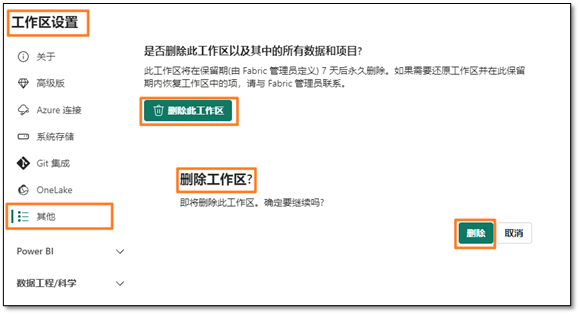 工作区设置
关于
高级版
Azure 连接
系统存储
Git 集成
OneLake
其他
Power BI
数据工程/科学
是否删除此工作区以及其中的所有数据和项目?
此工作区将在保留期(由 Fabric 管理员定义) 7 天后永久删除。如果需要还原工作区并在此保留
期内恢复工作区中的项，请与 Fabric 管理员联系。
删除此工作区
删除工作区?
即将删除此工作区。确定要继续吗?
删除
取消